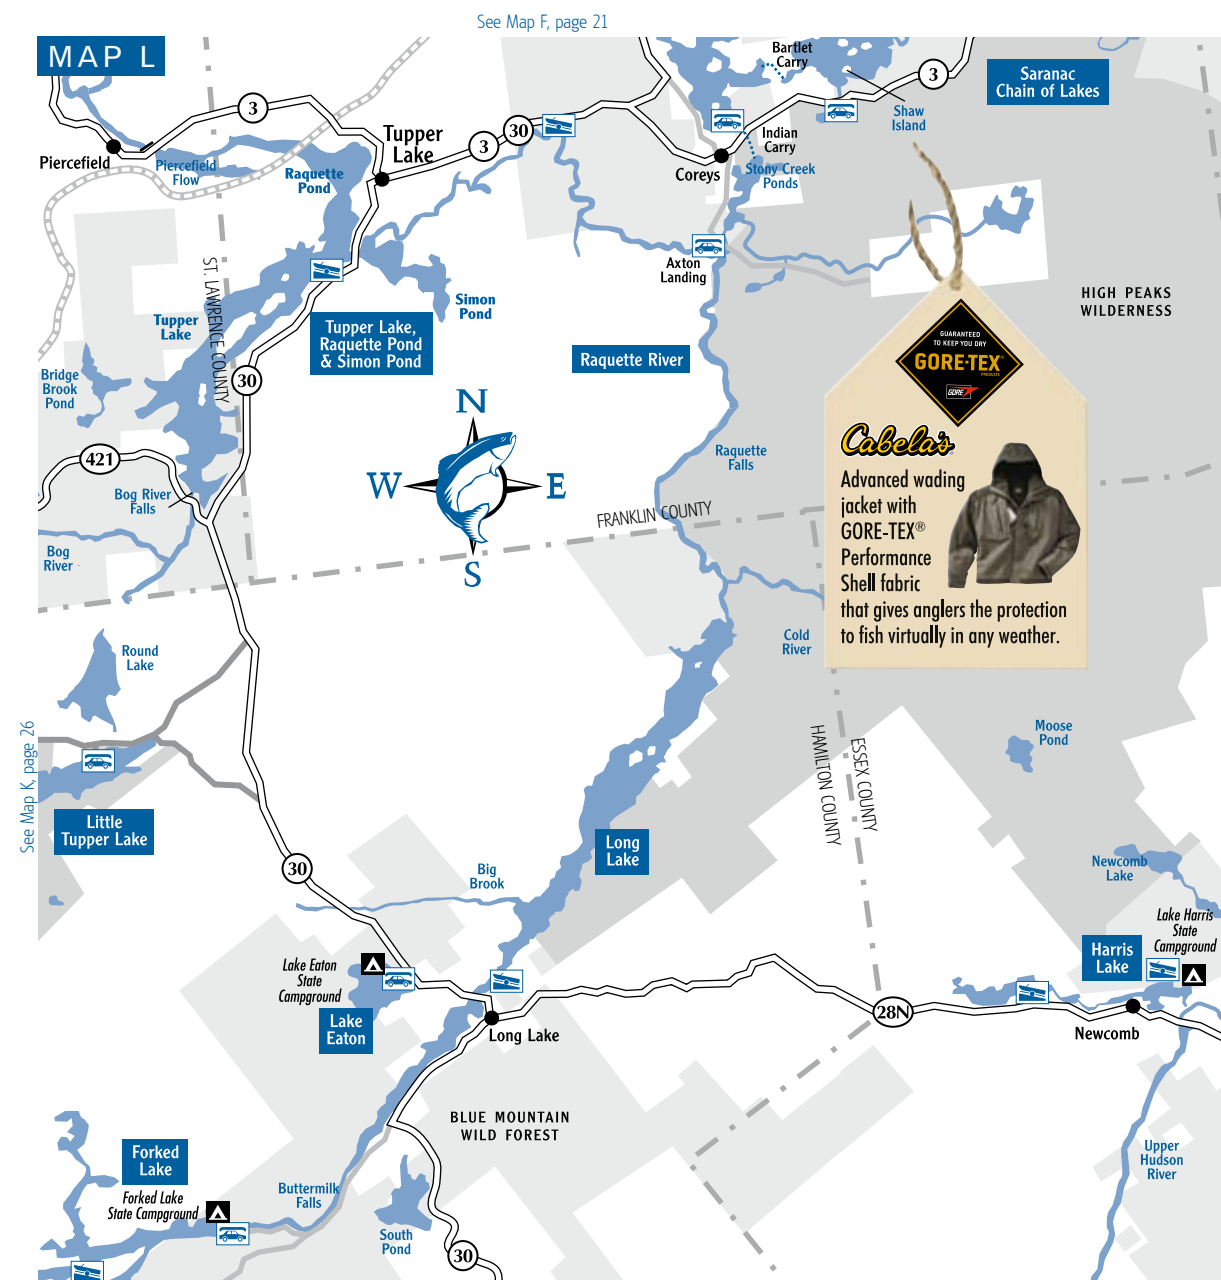 See Map F, page 21
MAP L
Bartlet
Carry
3
Saranac
Chain of Lakes
Shaw
Island
3
30
3
Tupper
Lake
Indian
Carry
Piercefield
Piercefield
Flow
Raquette
Pond
Coreys
Stony Creek
Ponds
Axton
Landing
ST. LAWRENCE COUNTY
Simon
Pond
HIGH PEAKS
WILDERNESS
Tupper
Lake
Tupper Lake,
Raquette Pond
& Simon Pond
Raquette River
GUARANTEED
TO KEEP YOU DRY
GORE-TEX®
PRODUCTS
GORE
Bridge
Brook
Pond
30
N
W
E
S
Cabela's
Advanced wading
jacket with
GORE-TEX®
Performance
Shell fabric
that gives anglers the protection
to fish virtually in any weather.
421
Raquette
Falls
Bog River
Falls
FRANKLIN COUNTY
Bog
River
Cold
River
Round
Lake
See Map K, page 26
Moose
Pond
HAMILTON COUNTY
ESSEX COUNTY
Little
Tupper Lake
Long
Lake
30
Big
Brook
Newcomb
Lake
Lake Harris
State
Campground
Harris
Lake
Lake Eaton
State
Campground
Lake
Eaton
28N
Long Lake
Newcomb
BLUE MOUNTAIN
WILD FOREST
Forked
Lake
Forked Lake
State Campground
Buttermilk
Falls
Upper
Hudson
River
South
Pond
30